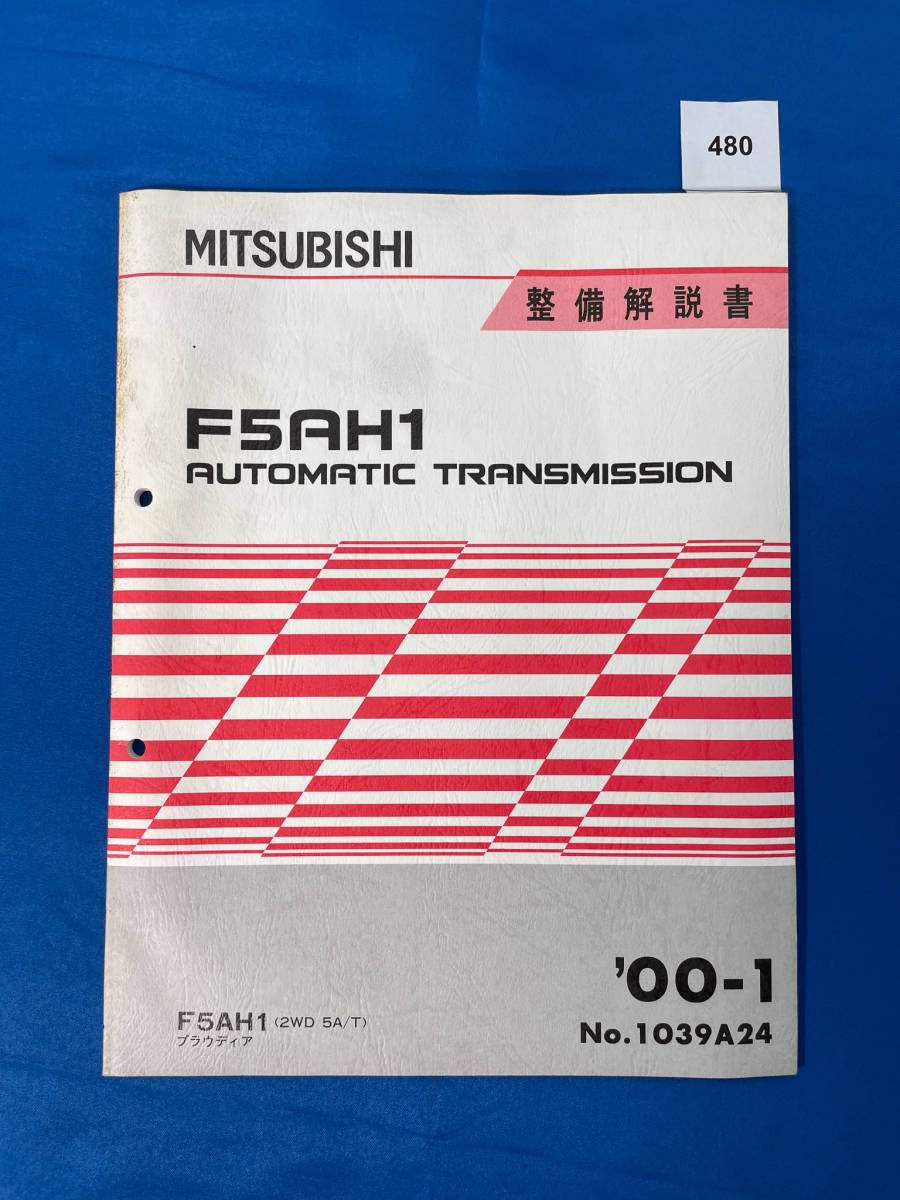 480
MITSUBISHI
整備解説書
F5AH1
AUTOMATIC TRANSMISSION
'00-1
F5AH1 (2WD 5A/T)
プラウディア
No.1039A24